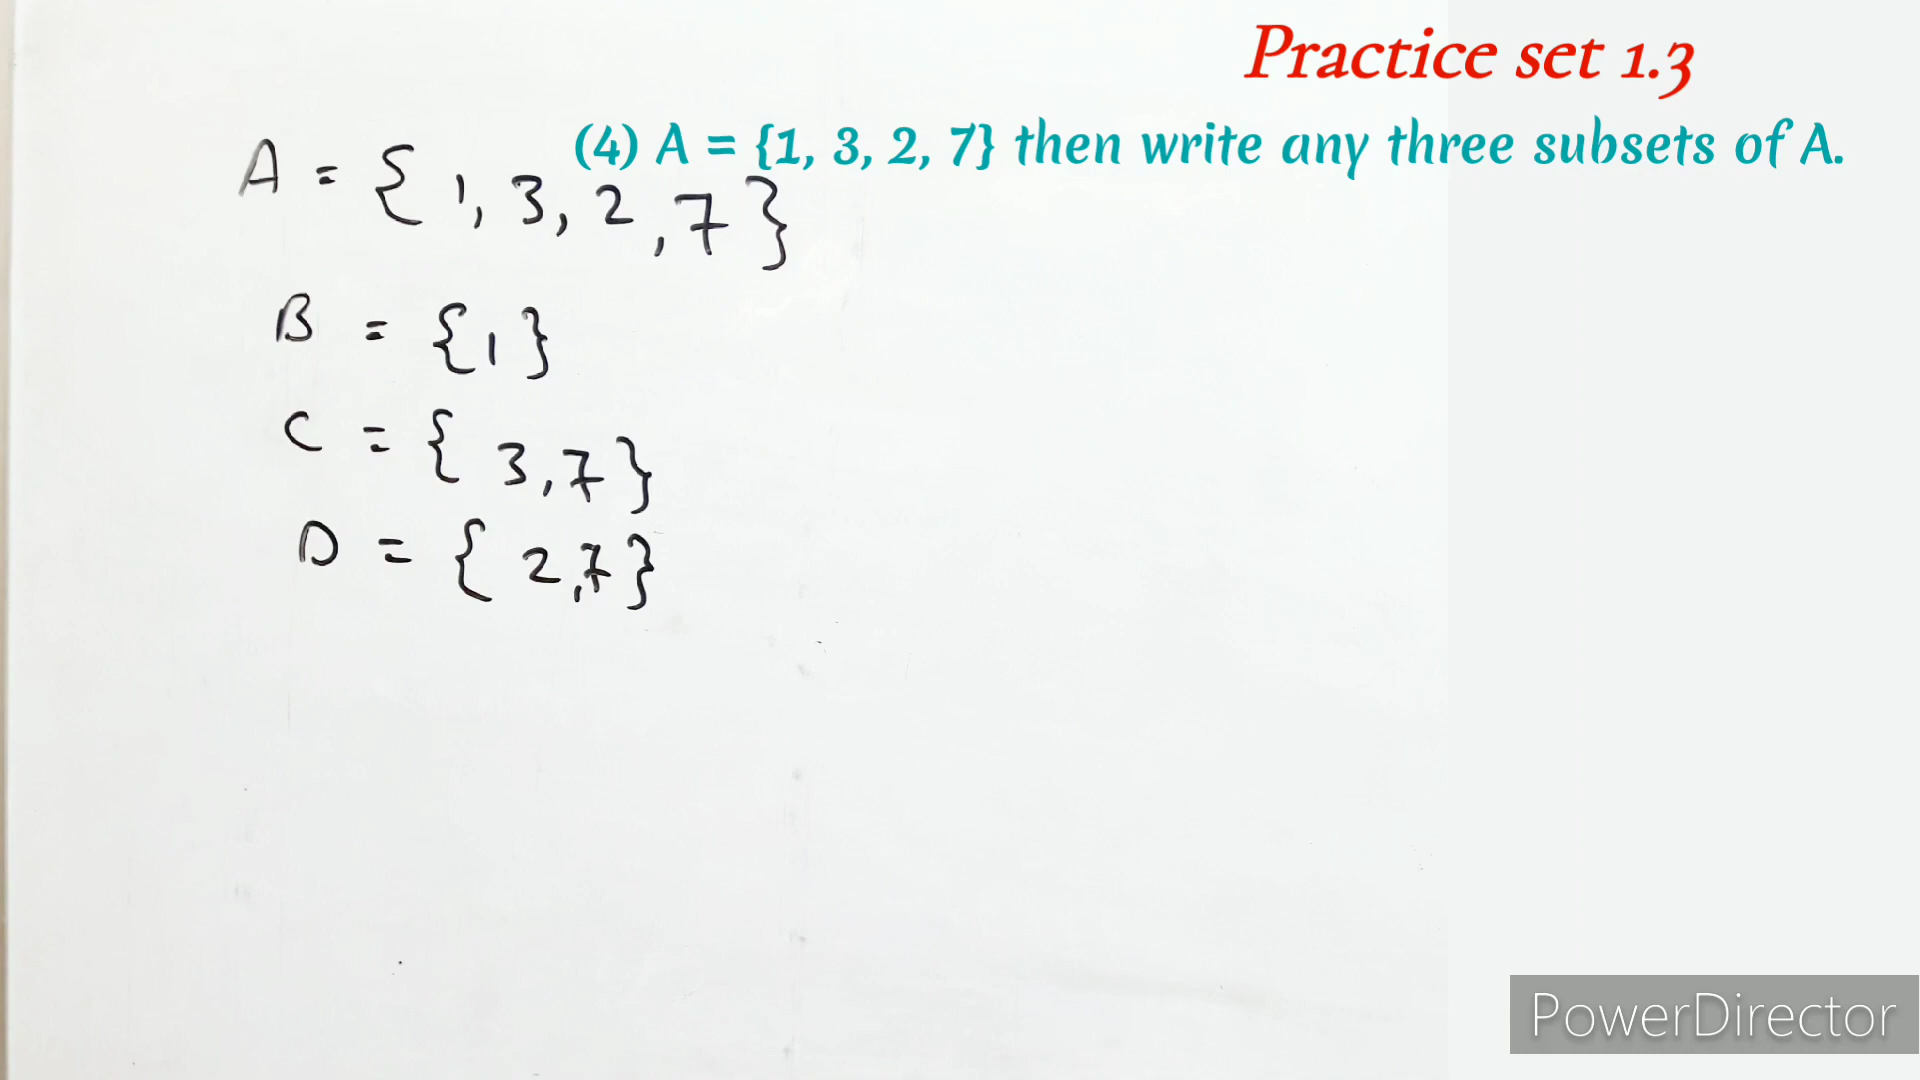 Practice set 1.3
(4) A = {1, 3, 2, 7} then write any three subsets of A.
A = { 1, 3, 2, 7 }
B = {1}
C = { 3, 7 }
D = { 2, 7 }
PowerDirector